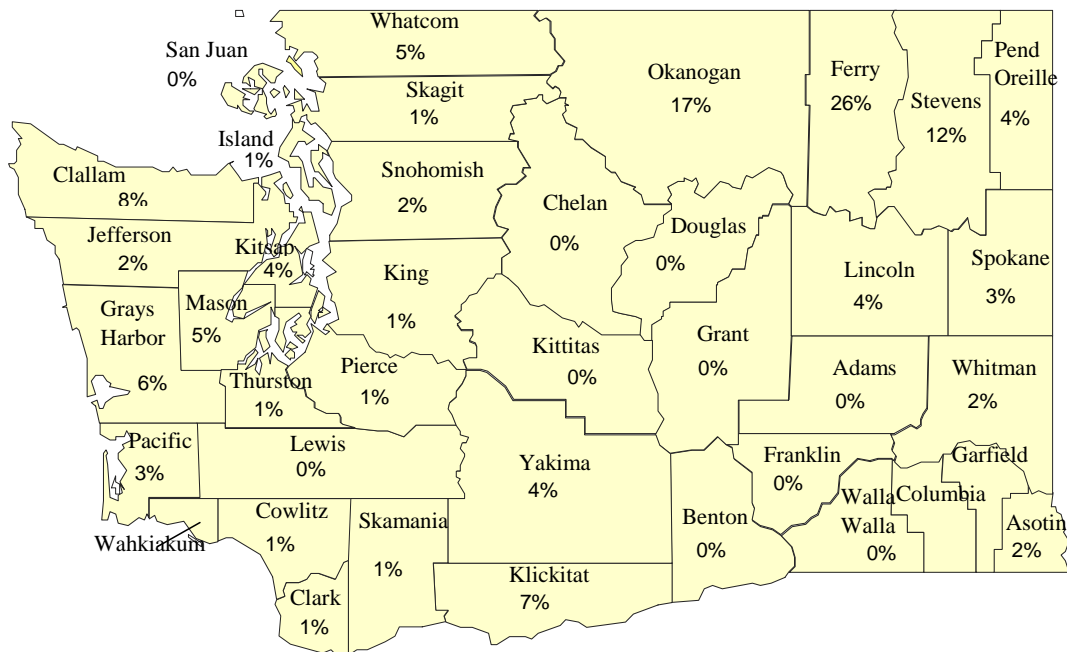 Whatcom
5%
San Juan
0%
Skagit
1%
Okanogan
17%
Ferry
26%
Stevens
12%
Pend
Oreille
4%
Island
1%
Clallam
8%
Snohomish
2%
Chelan
0%
Douglas
0%
Jefferson
2%
Kitsap
4%
King
1%
Lincoln
4%
Spokane
3%
Grays
Harbor
6%
Mason
5%
Kittitas
0%
Grant
0%
Pierce
1%
Thurston
1%
Adams
0%
Whitman
2%
Pacific
3%
Lewis
0%
Yakima
4%
Franklin
0%
Garfield
Wahkiakum
Cowlitz
1%
Skamania
1%
Benton
0%
Walla
Walla
0%
Columbia
Asotin
2%
Clark
1%
Klickitat
7%